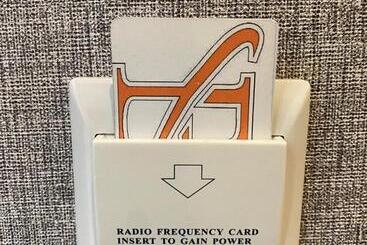 RADIO FREQUENCY CARD
INSERT TO GAIN POWER